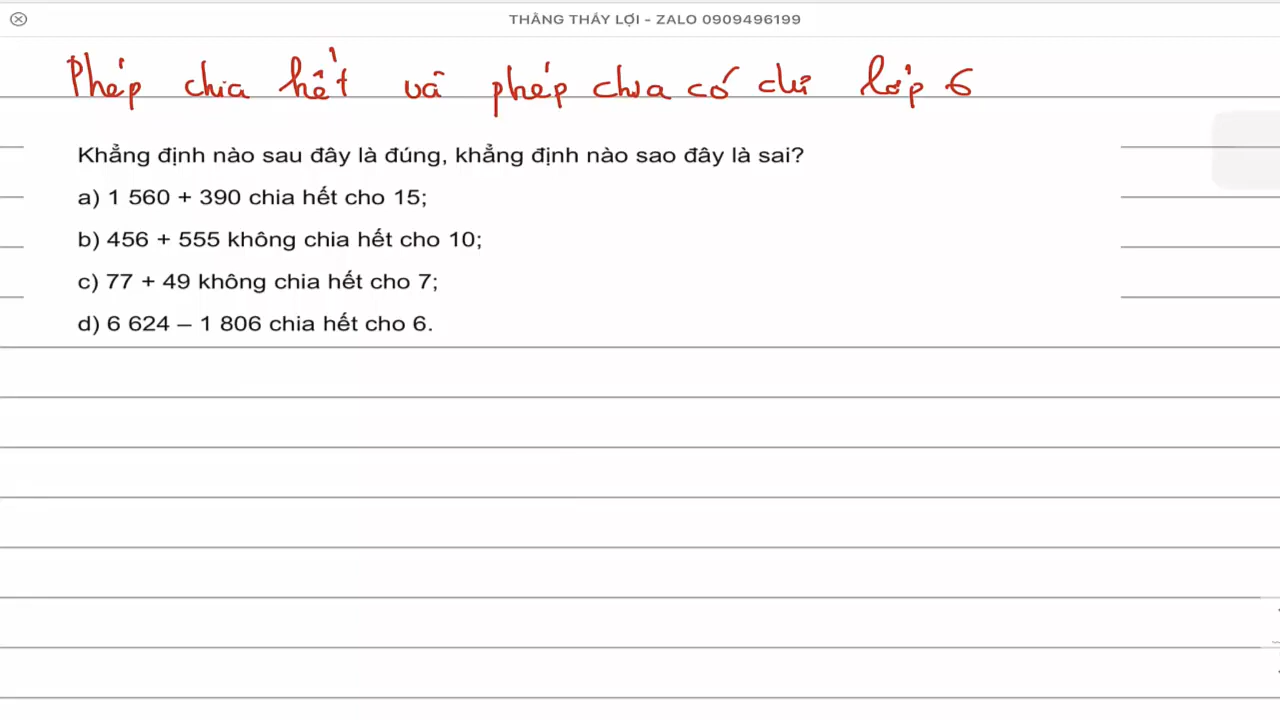 THẦNG THẦY LỢI - ZALO 0909496199
Phép chia hết và phép chia có dư lớp 6
Khẳng định nào sau đây là đúng, khẳng định nào sao đây là sai?
a) 1 560 + 390 chia hết cho 15;
b) 456 + 555 không chia hết cho 10;
c) 77 + 49 không chia hết cho 7;
d) 6 624 – 1 806 chia hết cho 6.